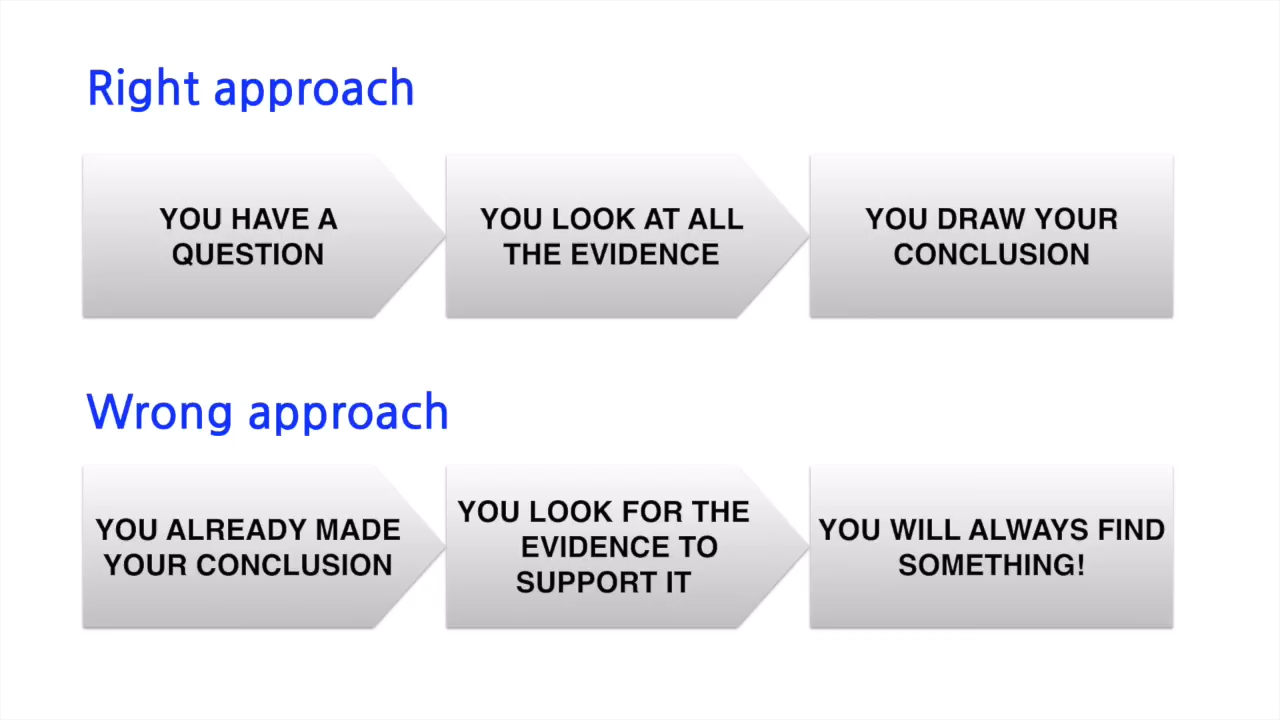 Right approach
YOU HAVE A
QUESTION
YOU LOOK AT ALL
THE EVIDENCE
YOU DRAW YOUR
CONCLUSION
Wrong approach
YOU ALREADY MADE
YOUR CONCLUSION
YOU LOOK FOR THE
EVIDENCE TO
SUPPORT IT
YOU WILL ALWAYS FIND
SOMETHING!